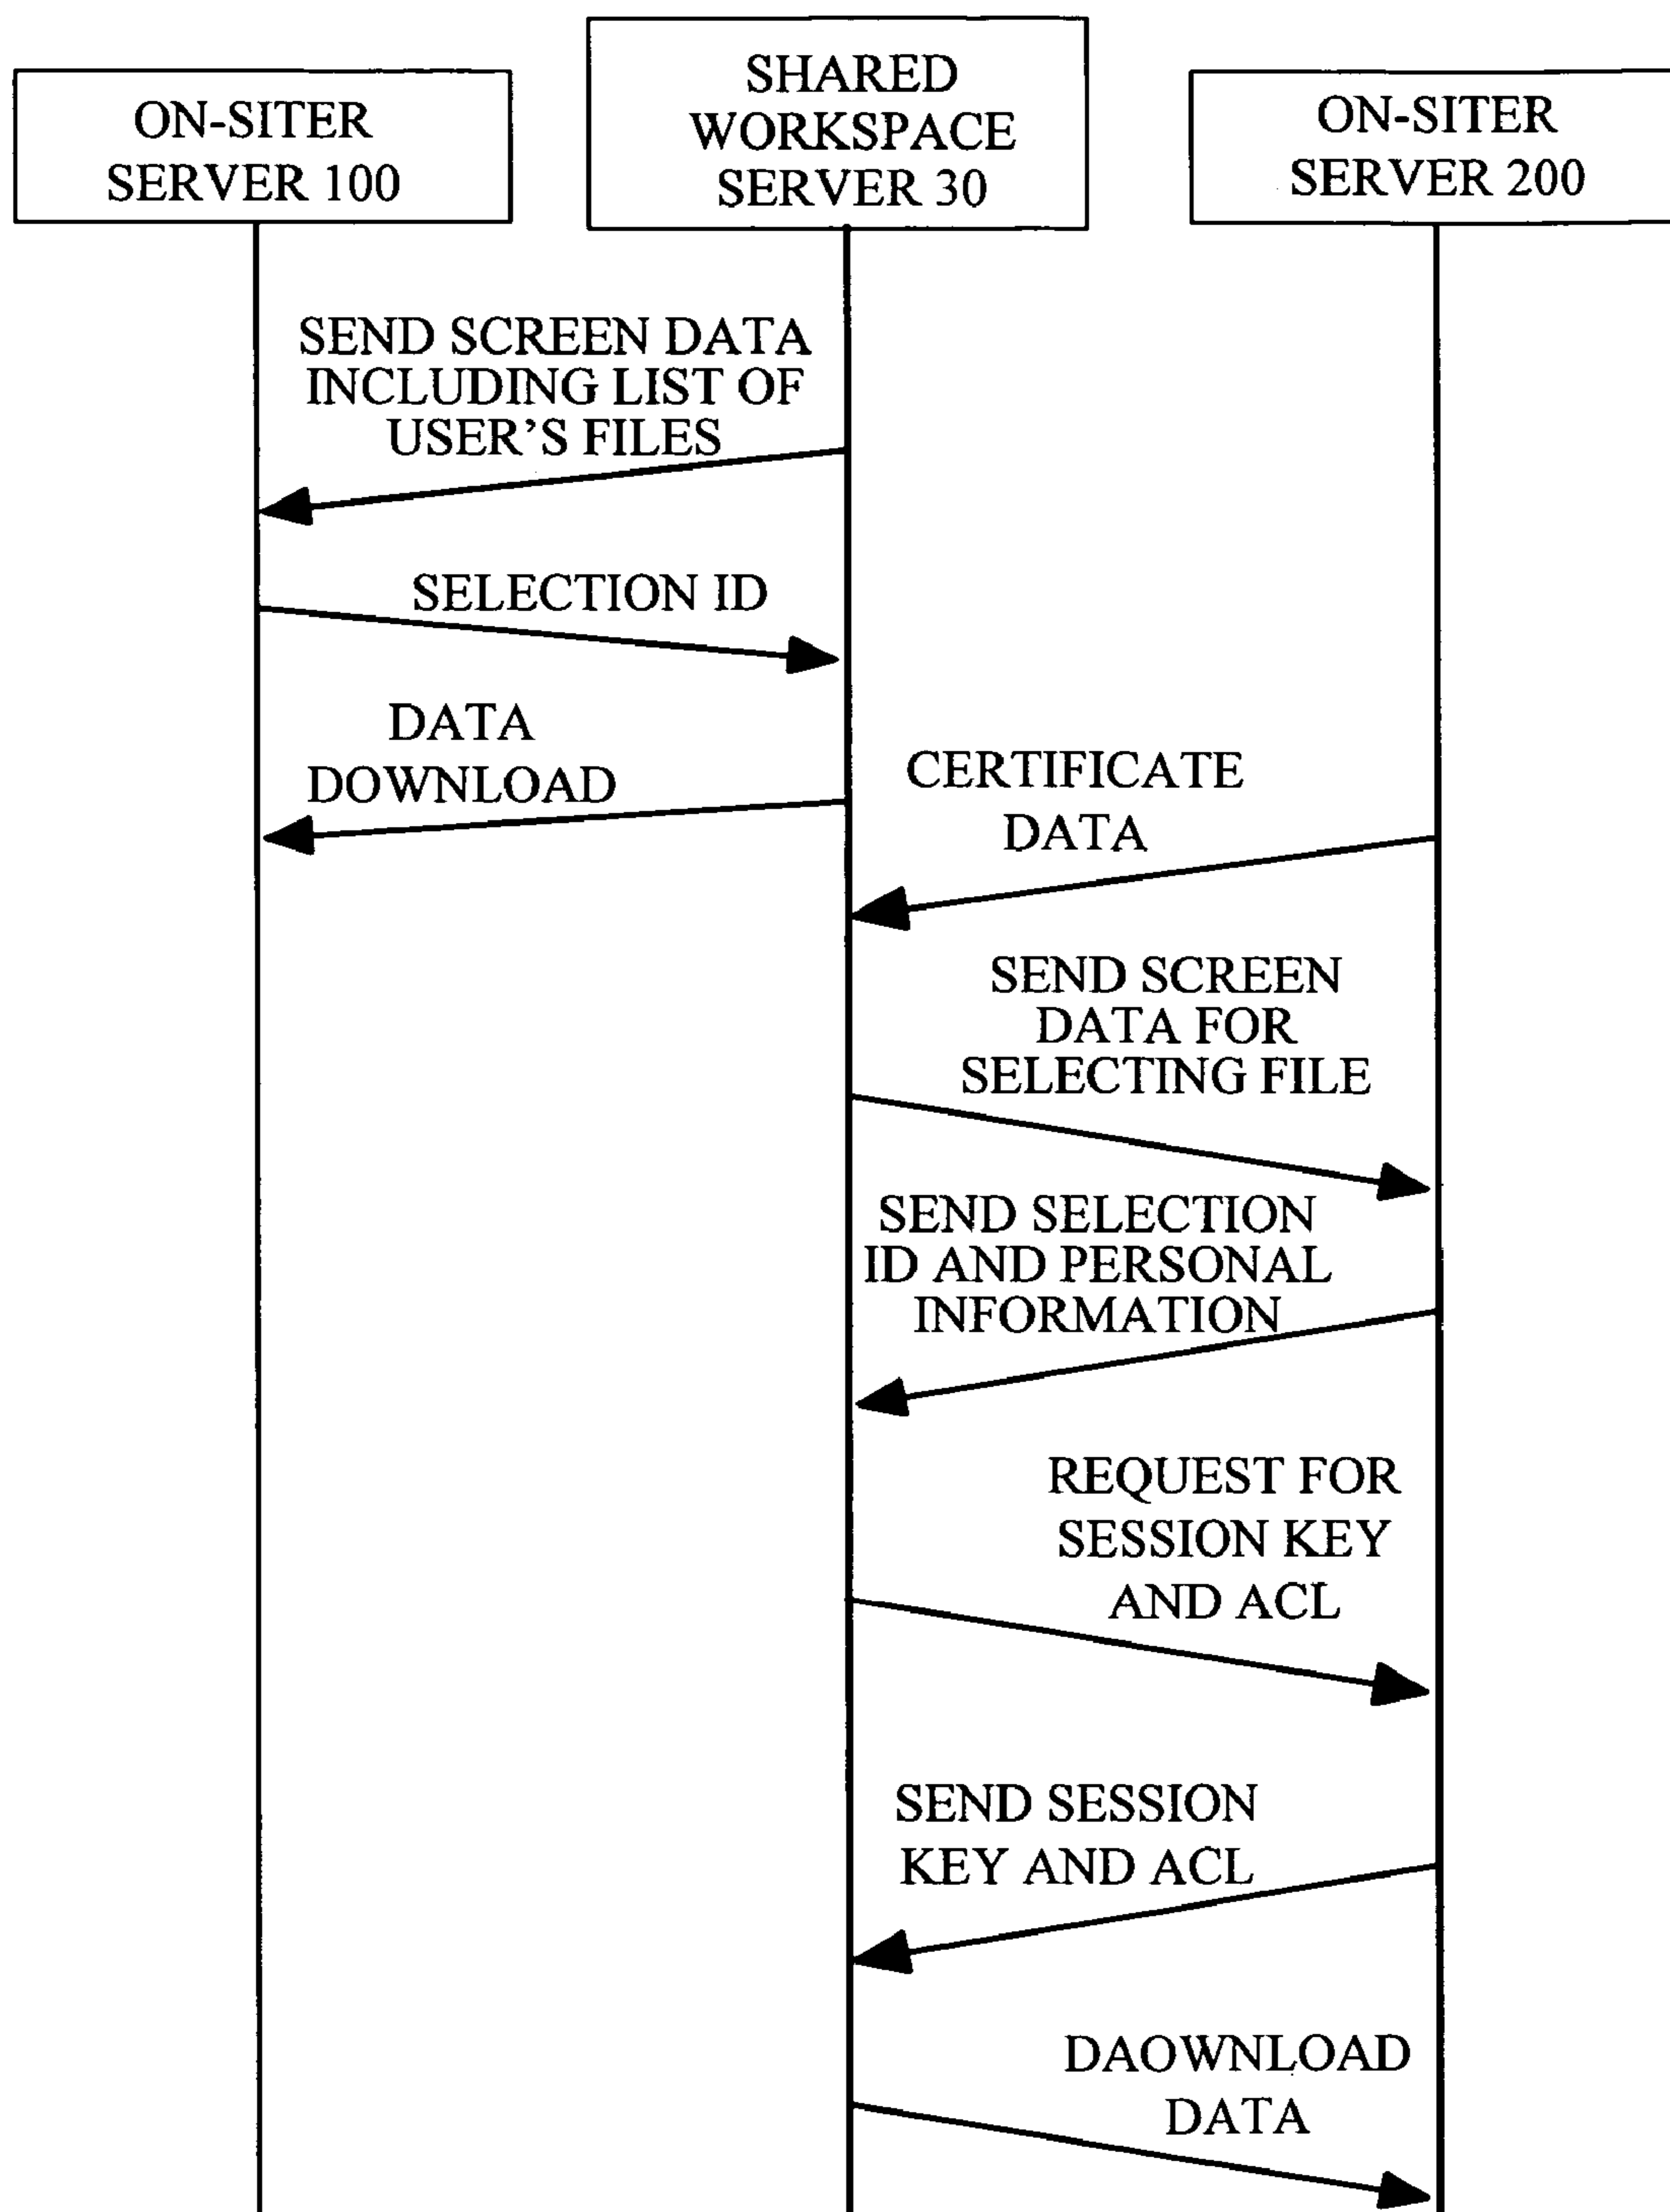 ON-SITER
SERVER 100
SHARED
WORKSPACE
SERVER 30
ON-SITER
SERVER 200
SEND SCREEN DATA
INCLUDING LIST OF
USER'S FILES
SELECTION ID
DATA
DOWNLOAD
CERTIFICATE
DATA
SEND SCREEN
DATA FOR
SELECTING FILE
SEND SELECTION
ID AND PERSONAL
INFORMATION
REQUEST FOR
SESSION KEY
AND ACL
SEND SESSION
KEY AND ACL
DAOWNLOAD
DATA